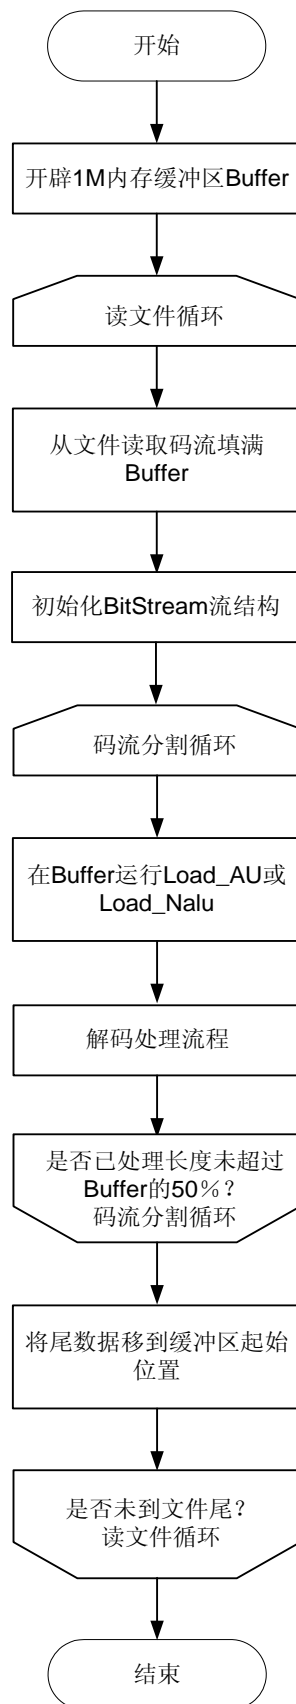 开始
开辟1M内存缓冲区Buffer
读文件循环
从文件读取码流填满
Buffer
初始化BitStream流结构
码流分割循环
在Buffer运行Load_AU或
Load_Nalu
解码处理流程
是否已处理长度未超过
Buffer的50％?
码流分割循环
将尾数据移到缓冲区起始
位置
是否未到文件尾?
读文件循环
结束